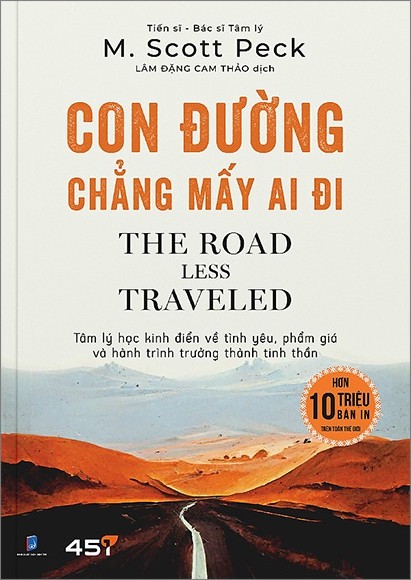 Tiến sĩ - Bác sĩ Tâm lý
M. Scott Peck
LÂM ĐẶNG CAM THẢO dịch
CON ĐƯỜNG
CHẲNG MẤY AI ĐI
THE ROAD
LESS
TRAVELED
Tâm lý học kinh điển về tình yêu, phẩm giá
và hành trình trưởng thành tinh thần
HƠN
10 TRIỆU
BẢN IN
TRÊN TOÀN THẾ GIỚI
451